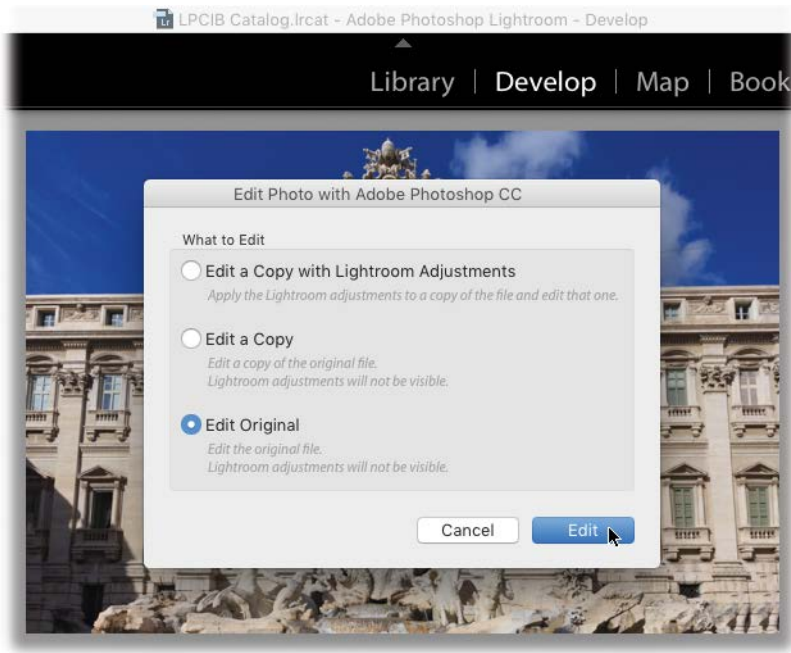 Lr LPCIB Catalog.lrcat - Adobe Photoshop Lightroom - Develop
Library | Develop | Map | Book
Edit Photo with Adobe Photoshop CC
What to Edit
Edit a Copy with Lightroom Adjustments
Apply the Lightroom adjustments to a copy of the file and edit that one.
Edit a Copy
Edit a copy of the original file.
Lightroom adjustments will not be visible.
Edit Original
Edit the original file.
Lightroom adjustments will not be visible.
Cancel Edit